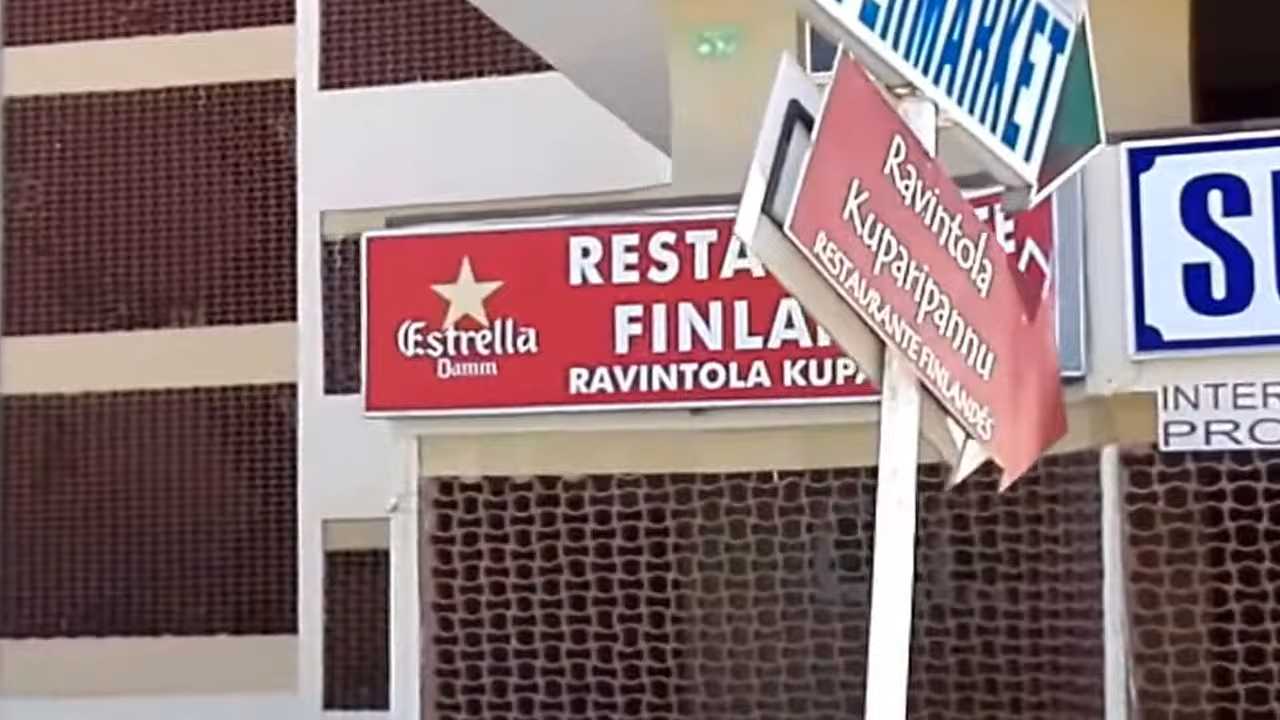 Estrella
Damm
RESTA
FINLA
RAVINTOLA KUPA
MARKET
Ravintola
Kuparipannu
RESTAURANTE FINLANDÉS
INTER
PRO